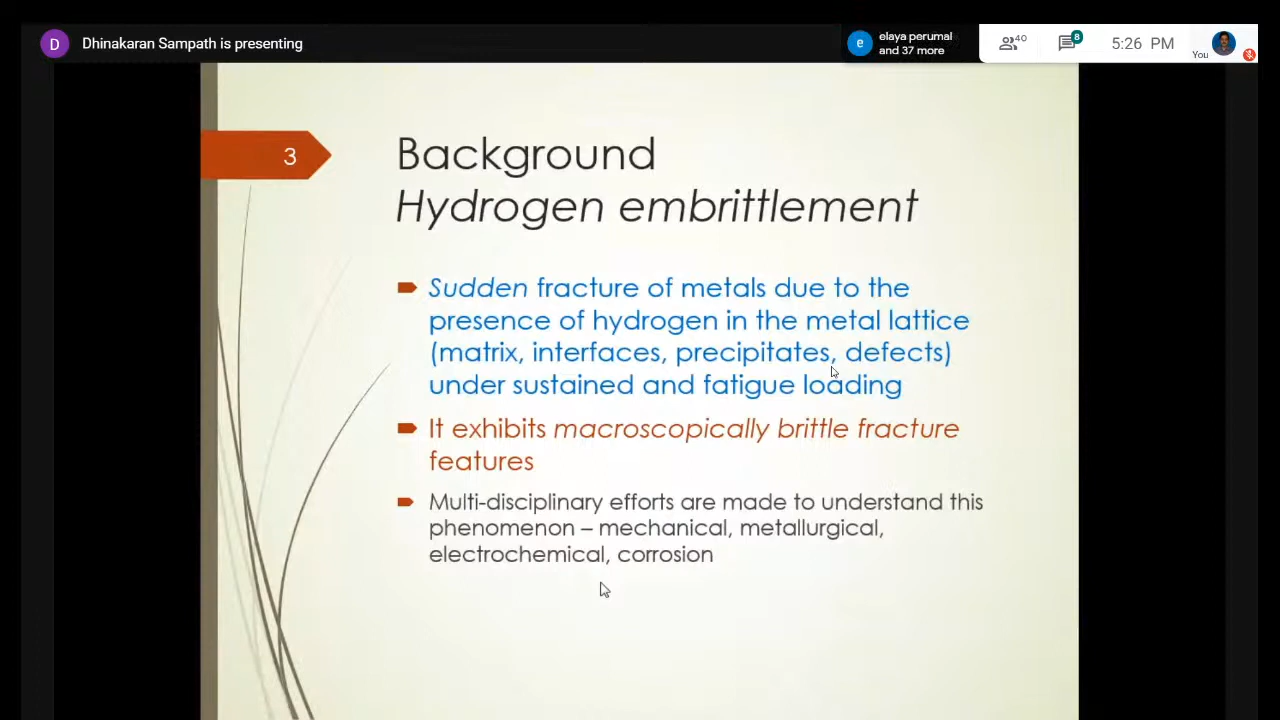 D Dhinakaran Sampath is presenting
e elaya perumal
and 37 more
40
8
5:26 PM
You
3
Background
Hydrogen embrittlement
Sudden fracture of metals due to the
presence of hydrogen in the metal lattice
(matrix, interfaces, precipitates, defects)
under sustained and fatigue loading
It exhibits macroscopically brittle fracture
features
Multi-disciplinary efforts are made to understand this
phenomenon – mechanical, metallurgical,
electrochemical, corrosion